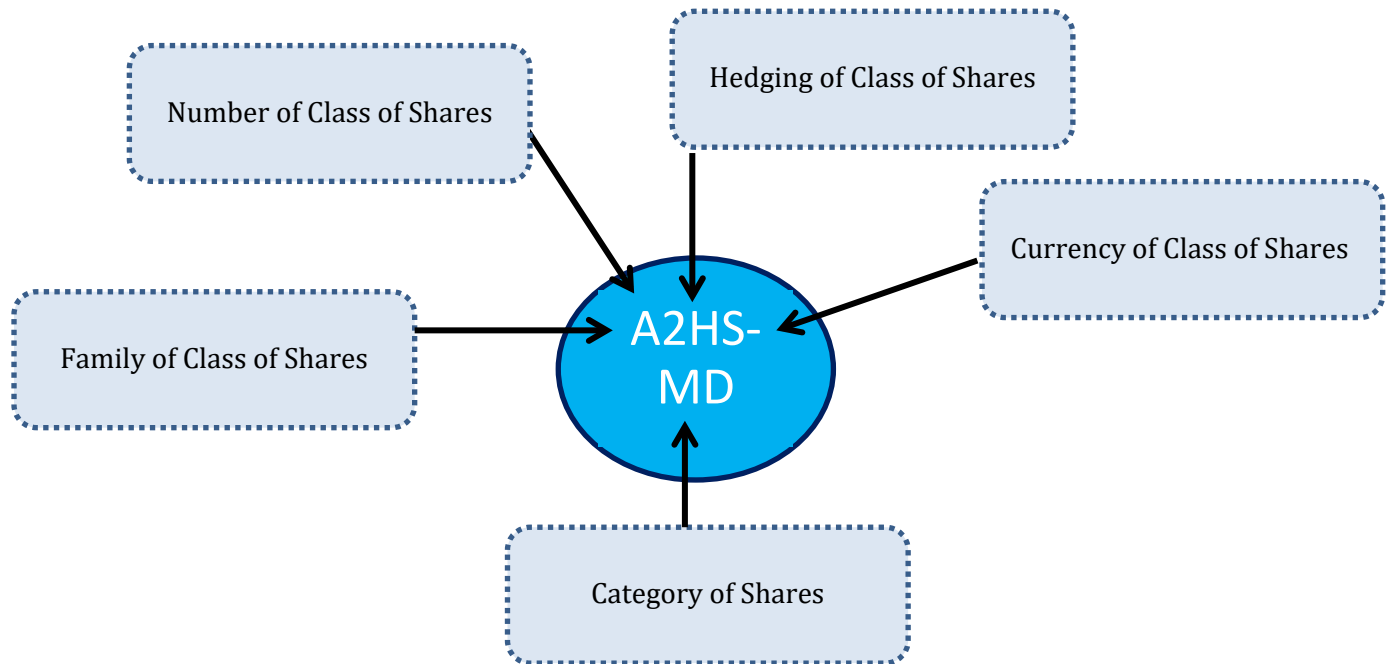 Hedging of Class of Shares
Number of Class of Shares
Currency of Class of Shares
A2HS-
MD
Family of Class of Shares
Category of Shares